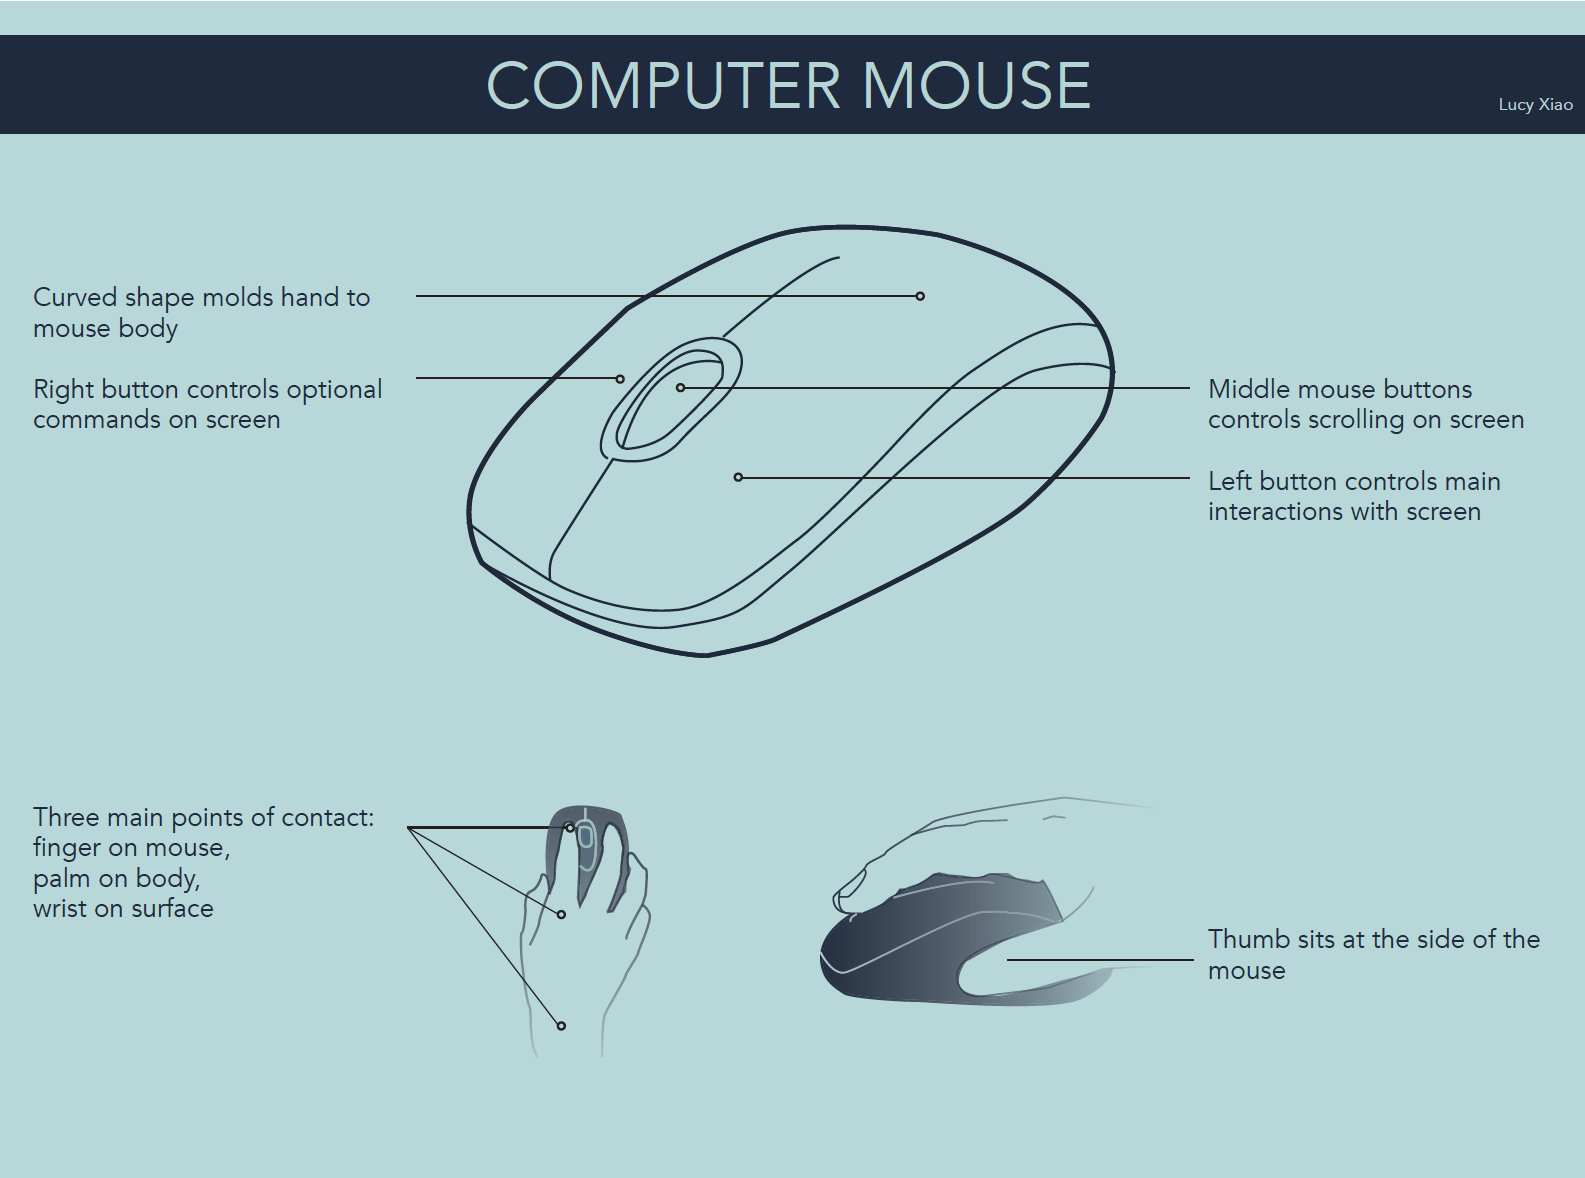 COMPUTER MOUSE
Lucy Xiao
Curved shape molds hand to
mouse body
Right button controls optional
commands on screen
Middle mouse buttons
controls scrolling on screen
Left button controls main
interactions with screen
Three main points of contact:
finger on mouse,
palm on body,
wrist on surface
Thumb sits at the side of the
mouse